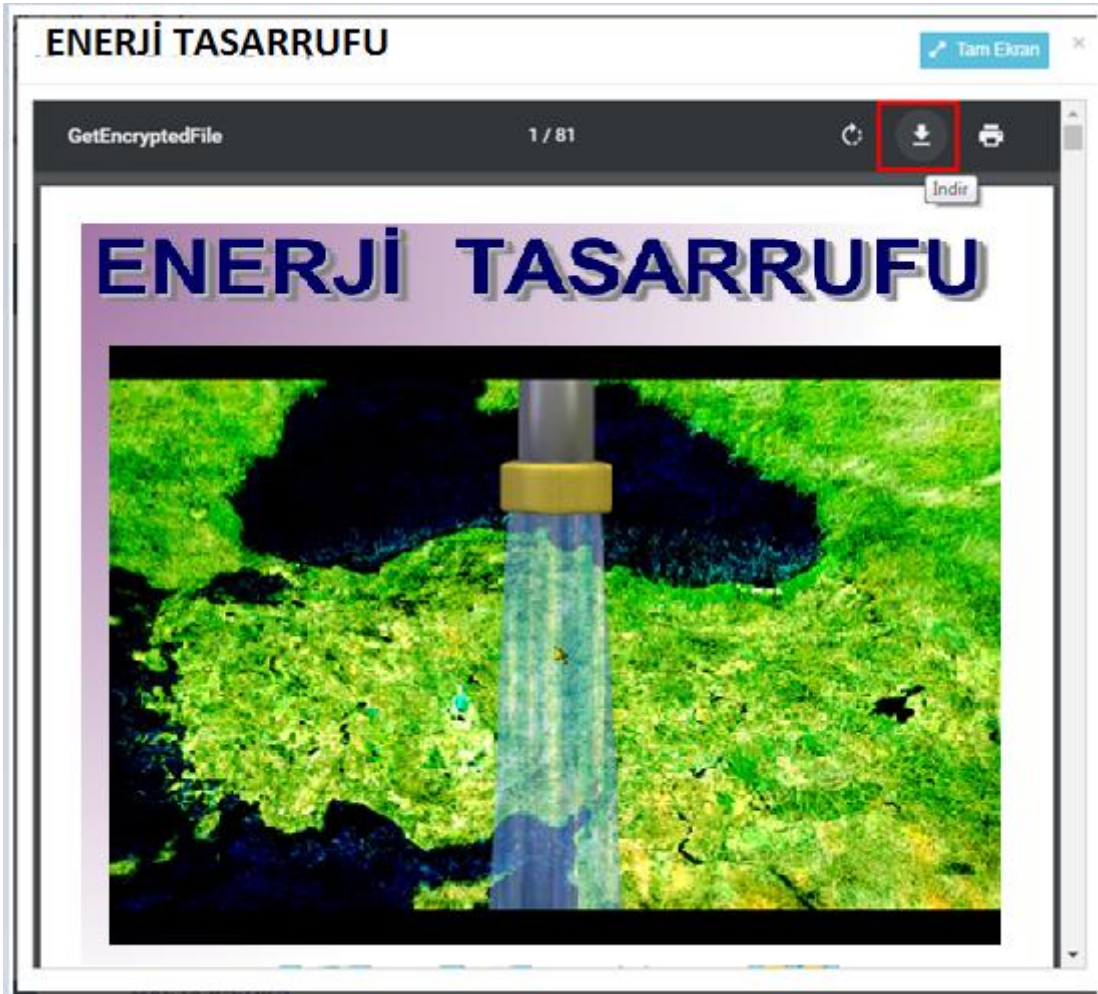 ENERJİ TASARRUFU
Tam Ekran
×
GetEncryptedFile
1 / 81
İndir
ENERJİ TASARRUFU